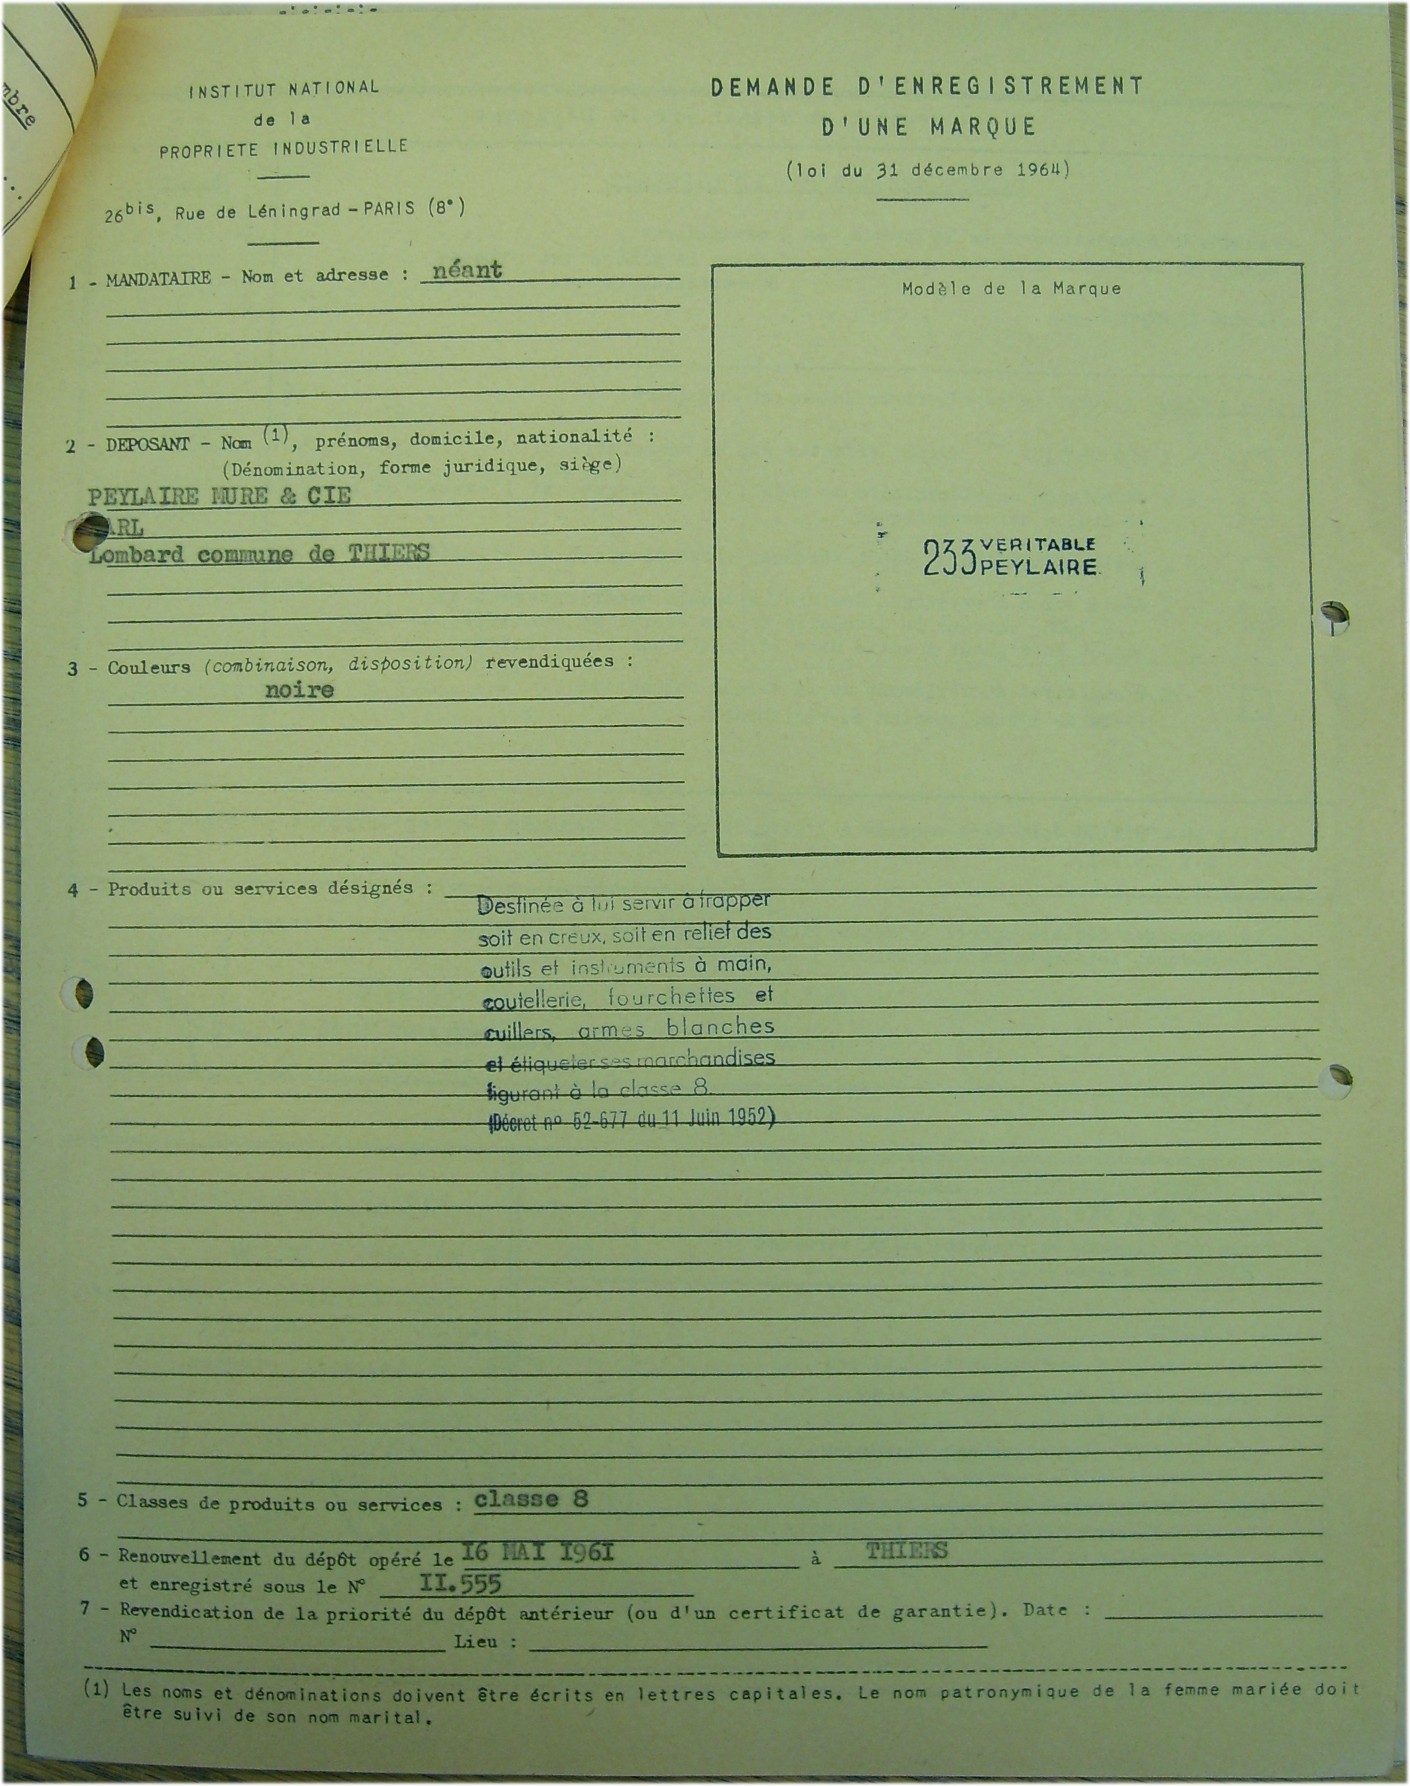 INSTITUT NATIONAL
de la
PROPRIETE INDUSTRIELLE
26bis, Rue de Léningrad - PARIS (8e)
DEMANDE D'ENREGISTREMENT
D'UNE MARQUE
(loi du 31 décembre 1964)
1 - MANDATAIRE - Nom et adresse : néant
2 - DEPOSANT - Nom (1), prénoms, domicile, nationalité :
(Dénomination, forme juridique, siège)
PEYLAIRE MURE & CIE
ARL
Lombard commune de THIERS
3 - Couleurs (combinaison, disposition) revendiquées :
noire
Modèle de la Marque
233 VERITABLE
PEYLAIRE
4 - Produits ou services désignés :
Destinée à lui servir à frapper
soit en creux, soit en relief des
outils et instruments à main,
coutellerie, fourchettes et
cuillers, armes blanches
et étiqueter ses marchandises
figurant à la classe 8.
(Décret nº 52-677 du 11 Juin 1952)
5 - Classes de produits ou services : classe 8
6 - Renouvellement du dépôt opéré le I6 MAI I96I à THIERS
et enregistré sous le N° II.555
7 - Revendication de la priorité du dépôt antérieur (ou d'un certificat de garantie). Date :
N° Lieu :
(1) Les noms et dénominations doivent être écrits en lettres capitales. Le nom patronymique de la femme mariée doit
être suivi de son nom marital.